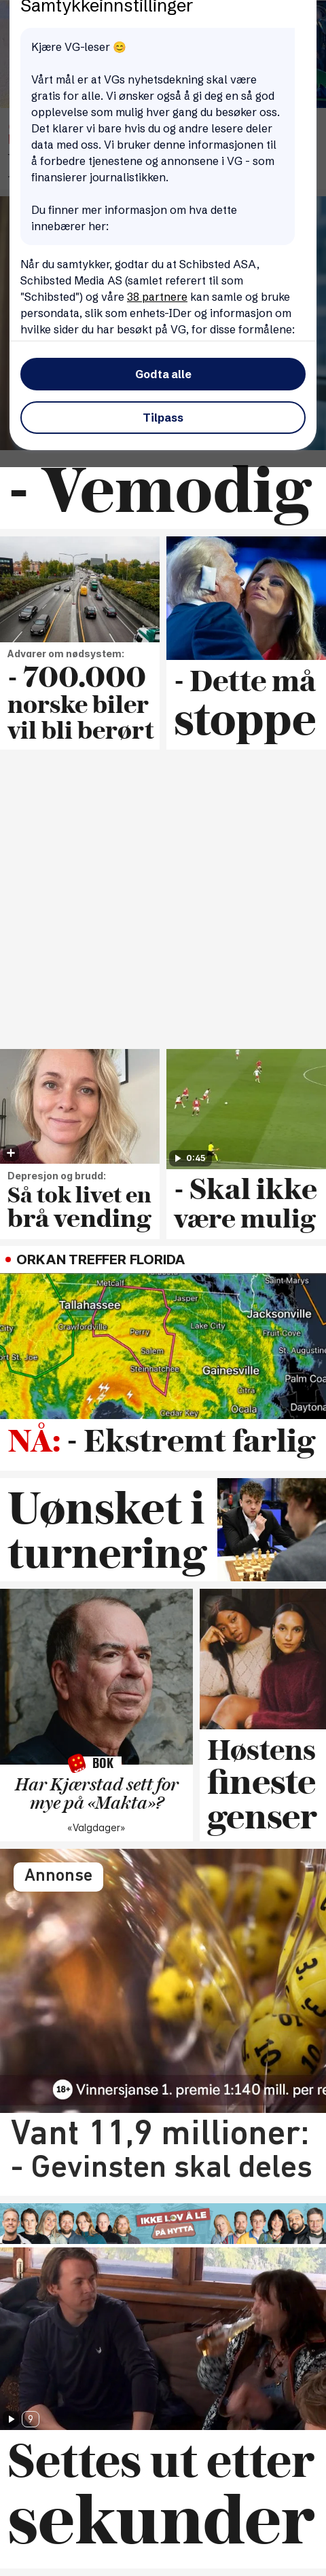 Samtykkeinnstillinger
Kjære VG-leser 😊
Vårt mål er at VGs nyhetsdekning skal være
gratis for alle. Vi ønsker også å gi deg en så god
opplevelse som mulig hver gang du besøker oss.
Det klarer vi bare hvis du og andre lesere deler
data med oss. Vi bruker denne informasjonen til
å forbedre tjenestene og annonsene i VG - som
finansierer journalistikken.
Du finner mer informasjon om hva dette
innebærer her:
Når du samtykker, godtar du at Schibsted ASA,
Schibsted Media AS (samlet referert til som
"Schibsted") og våre 38 partnere kan samle og bruke
persondata, slik som enhets-IDer og informasjon om
hvilke sider du har besøkt på VG, for disse formålene:
Godta alle
Tilpass
- Vemodig
Advarer om nødsystem:
- 700.000
norske biler
vil bli berørt
- Dette må
stoppe
Depresjon og brudd:
Så tok livet en
brå vending
0:45
- Skal ikke
være mulig
ORKAN TREFFER FLORIDA
Metcalf
Saint-Marys
Tallahassee
Jasper
Jacksonville
City
Crawfordville
Perry
Lake City
Fruit Cove
ort St. Joe
Salem
St. Augustine
Steinhatchee
Gainesville
Palm Coa
Citra
Cedar Key
Ocala
Daytona
NÅ: - Ekstremt farlig
Uønsket i
turnering
BOK
Har Kjærstad sett for
mye på «Makta»?
«Valgdager»
Høstens
fineste
genser
Annonse
18+ Vinnersjanse 1. premie 1:140 mill. per re
Vant 11,9 millioner:
- Gevinsten skal deles
IKKE LOV Å LE
PÅ HYTTA
9
Settes ut etter
sekunder